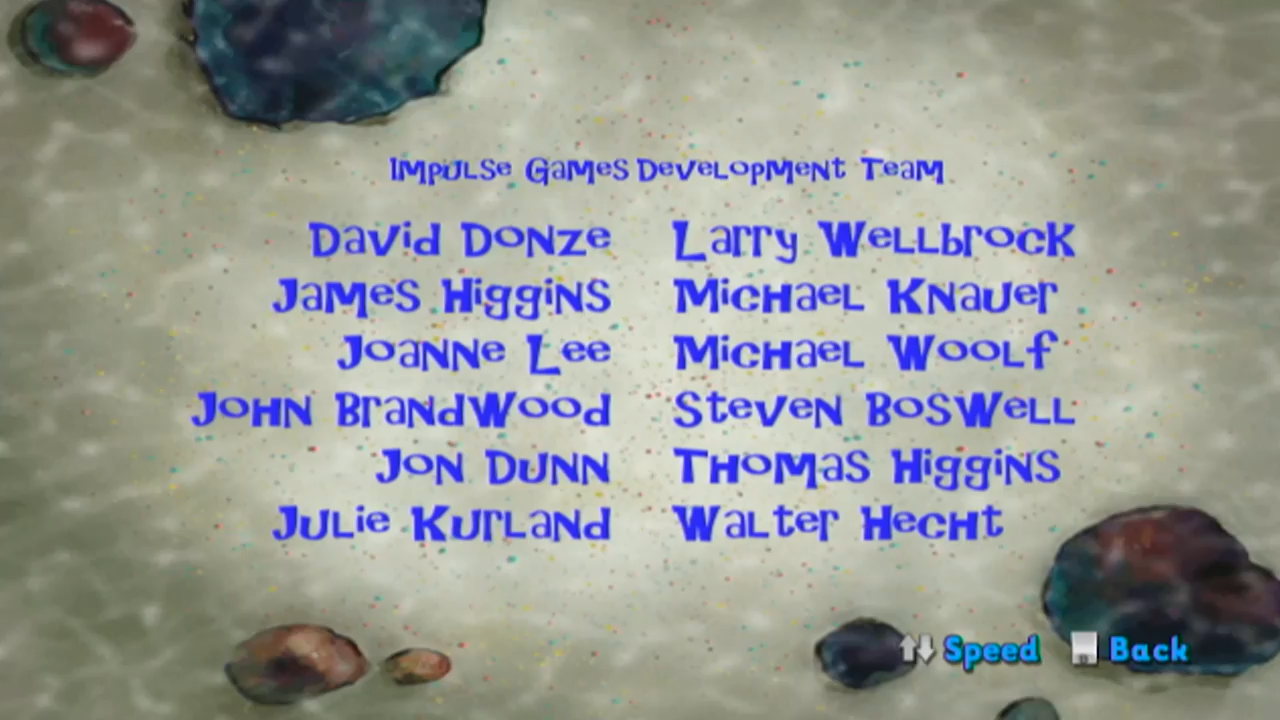 Impulse Games Development Team
David Donze Larry Wellbrock
James Higgins Michael Knauer
Joanne Lee Michael Woolf
John Brandwood Steven Boswell
Jon Dunn Thomas Higgins
Julie Kurland Walter Hecht
Speed Back